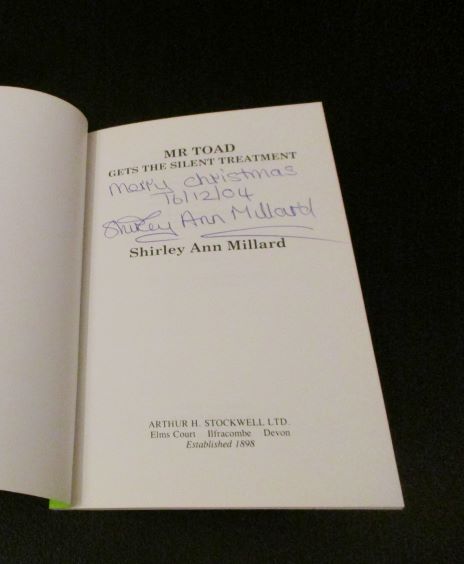 MR TOAD
GETS THE SILENT TREATMENT
Merry christmas
16/12/04
Shirley Ann Millard
Shirley Ann Millard
ARTHUR H. STOCKWELL LTD.
Elms Court Ilfracombe Devon
Established 1898